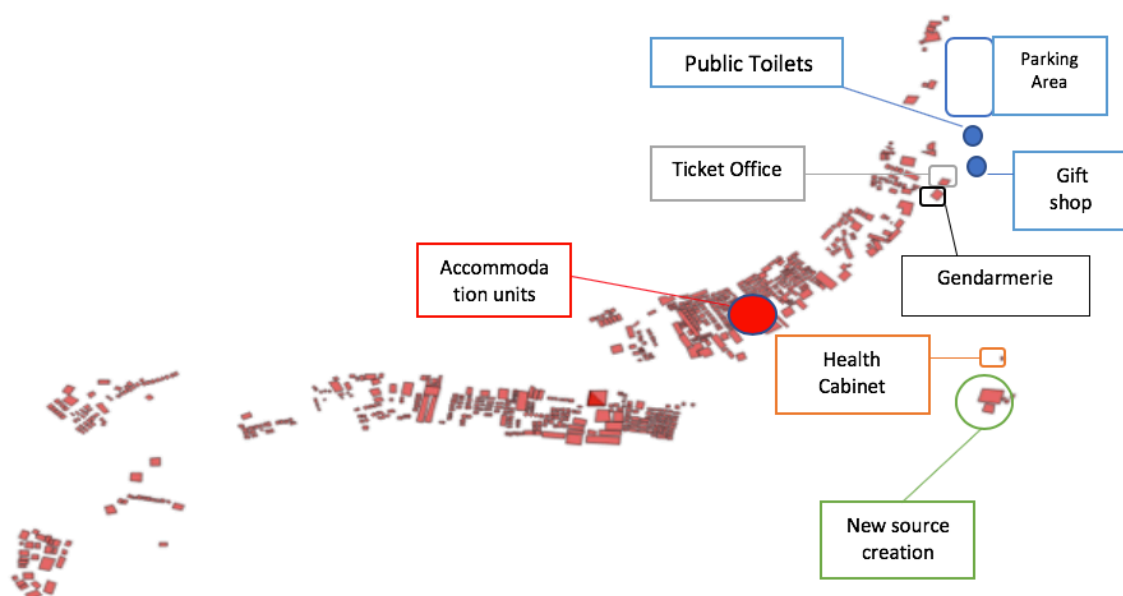 Public Toilets
Parking
Area
Ticket Office
Gift
shop
Accommoda
tion units
Gendarmerie
Health
Cabinet
New source
creation